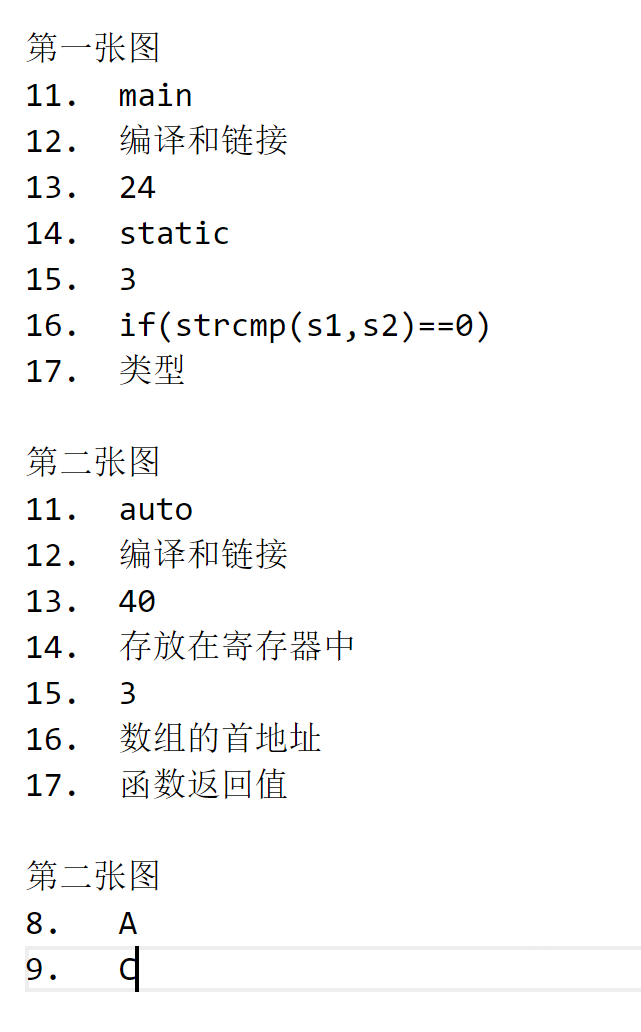 第一张图
11. main
12. 编译和链接
13. 24
14. static
15. 3
16. if(strcmp(s1,s2)==0)
17. 类型
第二张图
11. auto
12. 编译和链接
13. 40
14. 存放在寄存器中
15. 3
16. 数组的首地址
17. 函数返回值
第二张图
8. A
9. C